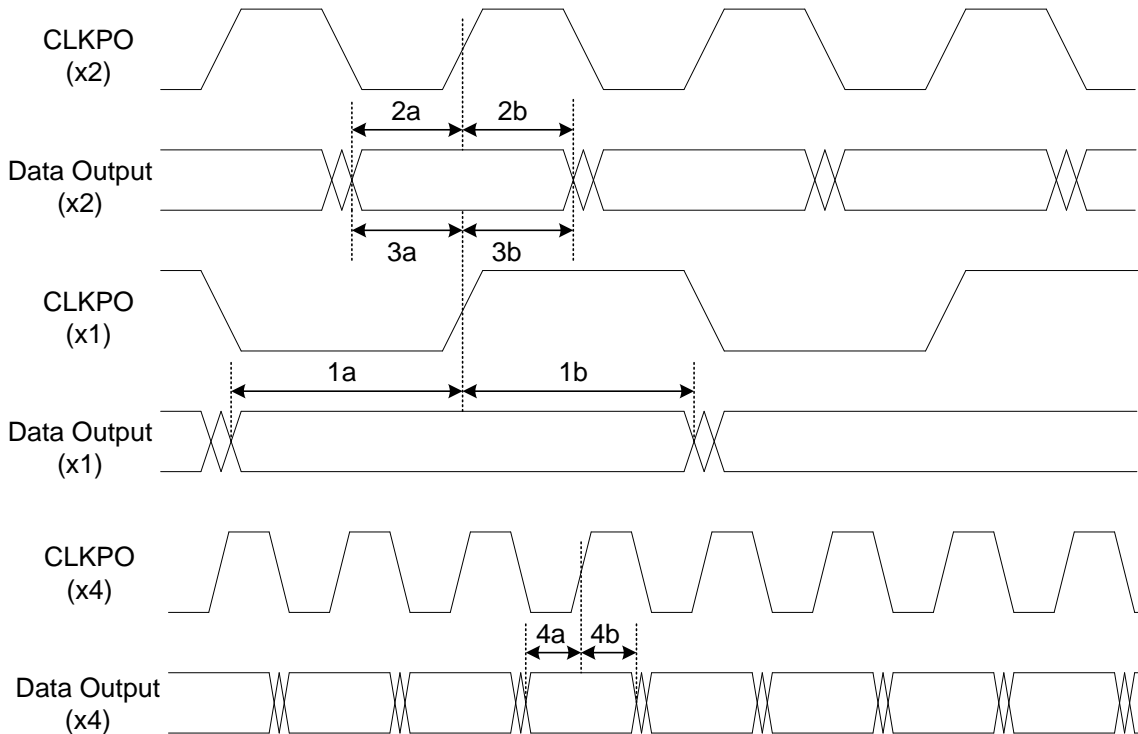 CLKPO
(x2)
2a 2b
Data Output
(x2)
3a 3b
CLKPO
(x1)
1a 1b
Data Output
(x1)
CLKPO
(x4)
4a 4b
Data Output
(x4)